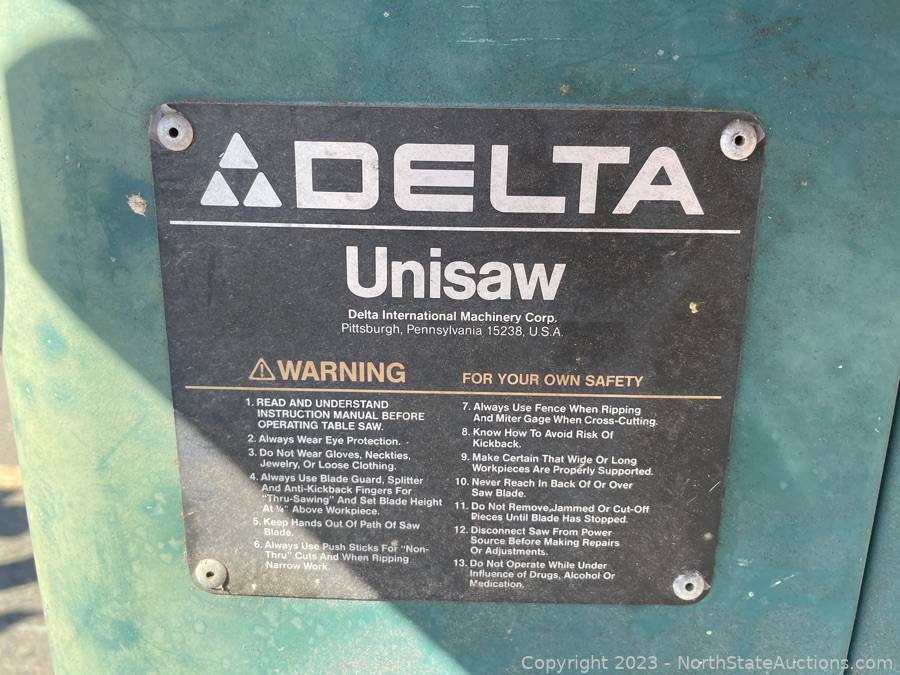 DELTA
Unisaw
Delta International Machinery Corp.
Pittsburgh, Pennsylvania 15238, U.S.A.
WARNING
FOR YOUR OWN SAFETY
1. READ AND UNDERSTAND
INSTRUCTION MANUAL BEFORE
OPERATING TABLE SAW.
2. Always Wear Eye Protection.
3. Do Not Wear Gloves, Neckties,
Jewelry, Or Loose Clothing.
4. Always Use Blade Guard, Splitter
And Anti-Kickback Fingers For
"Thru-Sawing" And Set Blade Height
At ¼" Above Workpiece.
5. Keep Hands Out Of Path Of Saw
Blade.
6. Always Use Push Sticks For "Non-
Thru" Cuts And When Ripping
Narrow Work.
7. Always Use Fence When Ripping
And Miter Gage When Cross-Cutting.
8. Know How To Avoid Risk Of
Kickback.
9. Make Certain That Wide Or Long
Workpieces Are Properly Supported.
10. Never Reach In Back Of Or Over
Saw Blade.
11. Do Not Remove Jammed Or Cut-Off
Pieces Until Blade Has Stopped.
12. Disconnect Saw From Power
Source Before Making Repairs
Or Adjustments.
13. Do Not Operate While Under
Influence of Drugs, Alcohol Or
Medication.
Copyright 2023 - NorthStateAuctions.com